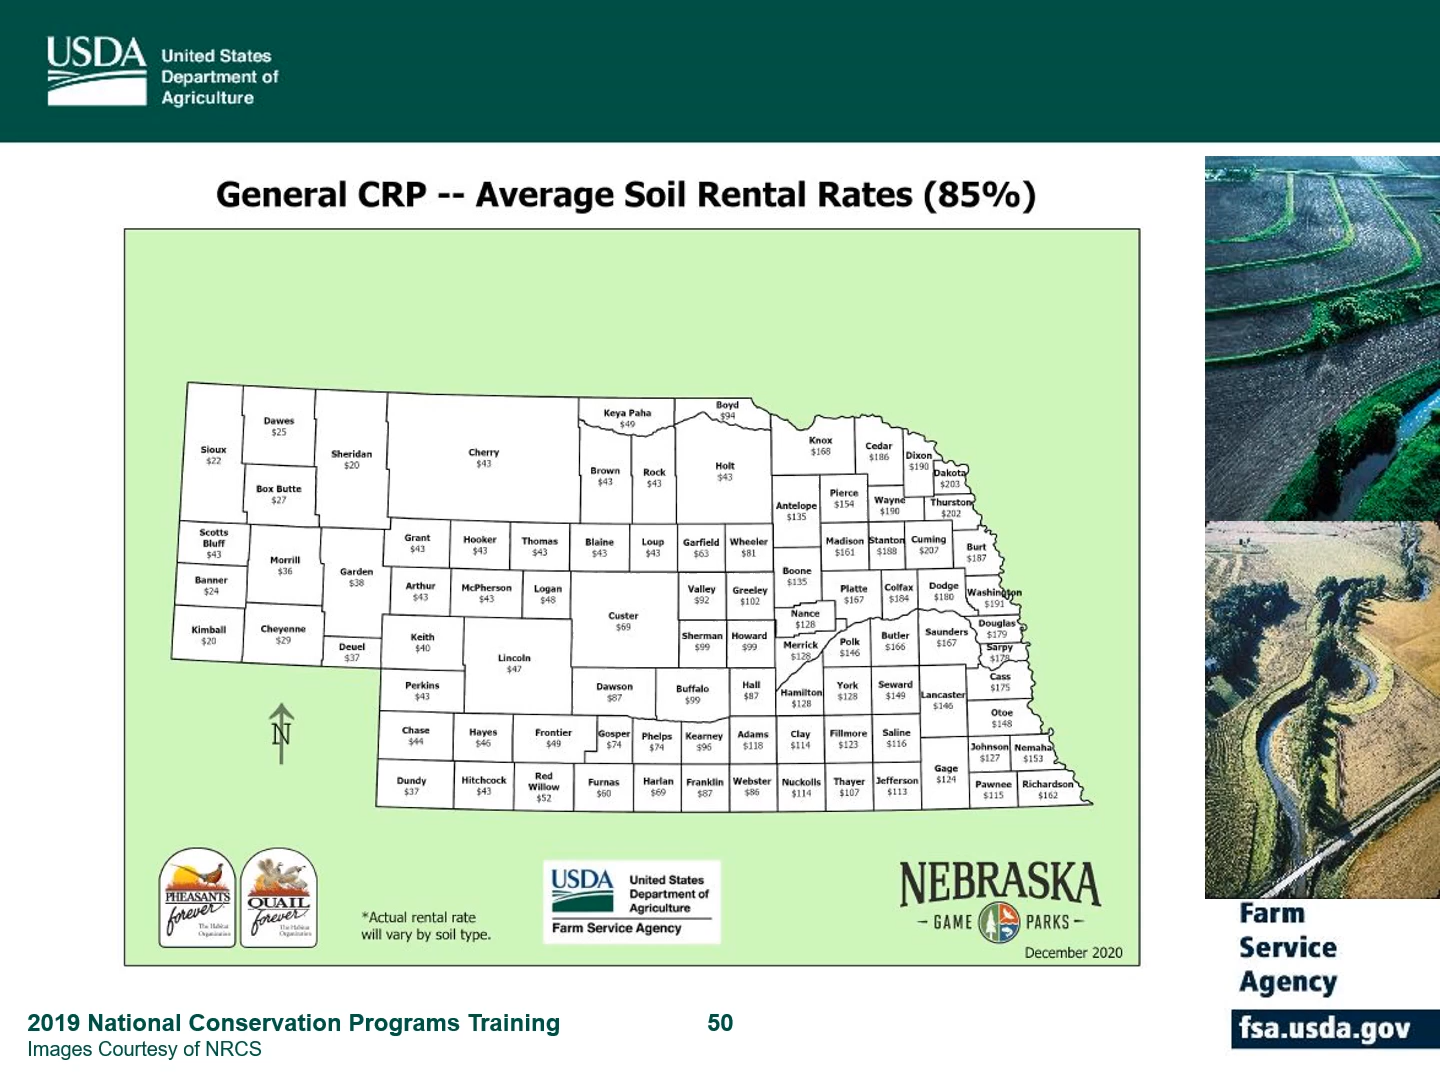 USDA
United States
Department of
Agriculture
General CRP -- Average Soil Rental Rates (85%)
Sioux
$22
Dawes
$25
Box Butte
$27
Sheridan
$20
Cherry
$43
Keya Paha
$49
Boyd
$94
Brown
$43
Rock
$43
Holt
$43
Knox
$168
Cedar
$186
Dixon
$190
Dakota
$203
Antelope
$135
Pierce
$154
Wayne
$190
Thurston
$202
Scotts
Bluff
$43
Morrill
$36
Garden
$38
Banner
$24
Kimball
$20
Cheyenne
$29
Deuel
$37
Grant
$43
Hooker
$43
Thomas
$43
Blaine
$43
Loup
$43
Garfield
$63
Wheeler
$81
Madison
$161
Stanton
$188
Cuming
$207
Burt
$187
Arthur
$43
McPherson
$43
Logan
$48
Custer
$69
Valley
$92
Greeley
$102
Boone
$135
Platte
$167
Colfax
$184
Dodge
$180
Washington
$191
Nance
$128
Keith
$40
Lincoln
$47
Sherman
$99
Howard
$99
Merrick
$128
Polk
$146
Butler
$166
Saunders
$167
Douglas
$179
Sarpy
$178
Perkins
$43
Dawson
$87
Buffalo
$99
Hall
$87
Hamilton
$128
York
$128
Seward
$149
Lancaster
$146
Cass
$175
Otoe
$148
Chase
$44
Hayes
$46
Frontier
$49
Gosper
$74
Phelps
$74
Kearney
$96
Adams
$118
Clay
$114
Fillmore
$123
Saline
$116
Gage
$124
Johnson
$127
Nemaha
$153
Dundy
$37
Hitchcock
$43
Red
Willow
$52
Furnas
$60
Harlan
$69
Franklin
$87
Webster
$86
Nuckolls
$114
Thayer
$107
Jefferson
$113
Pawnee
$115
Richardson
$162
N
PHEASANTS
forever
The Habitat
Organization
QUAIL
forever
The Habitat
Organization
*Actual rental rate
will vary by soil type.
USDA
United States
Department of
Agriculture
Farm Service Agency
NEBRASKA
GAME PARKS
December 2020
Farm
Service
Agency
fsa.usda.gov
2019 National Conservation Programs Training
50
Images Courtesy of NRCS